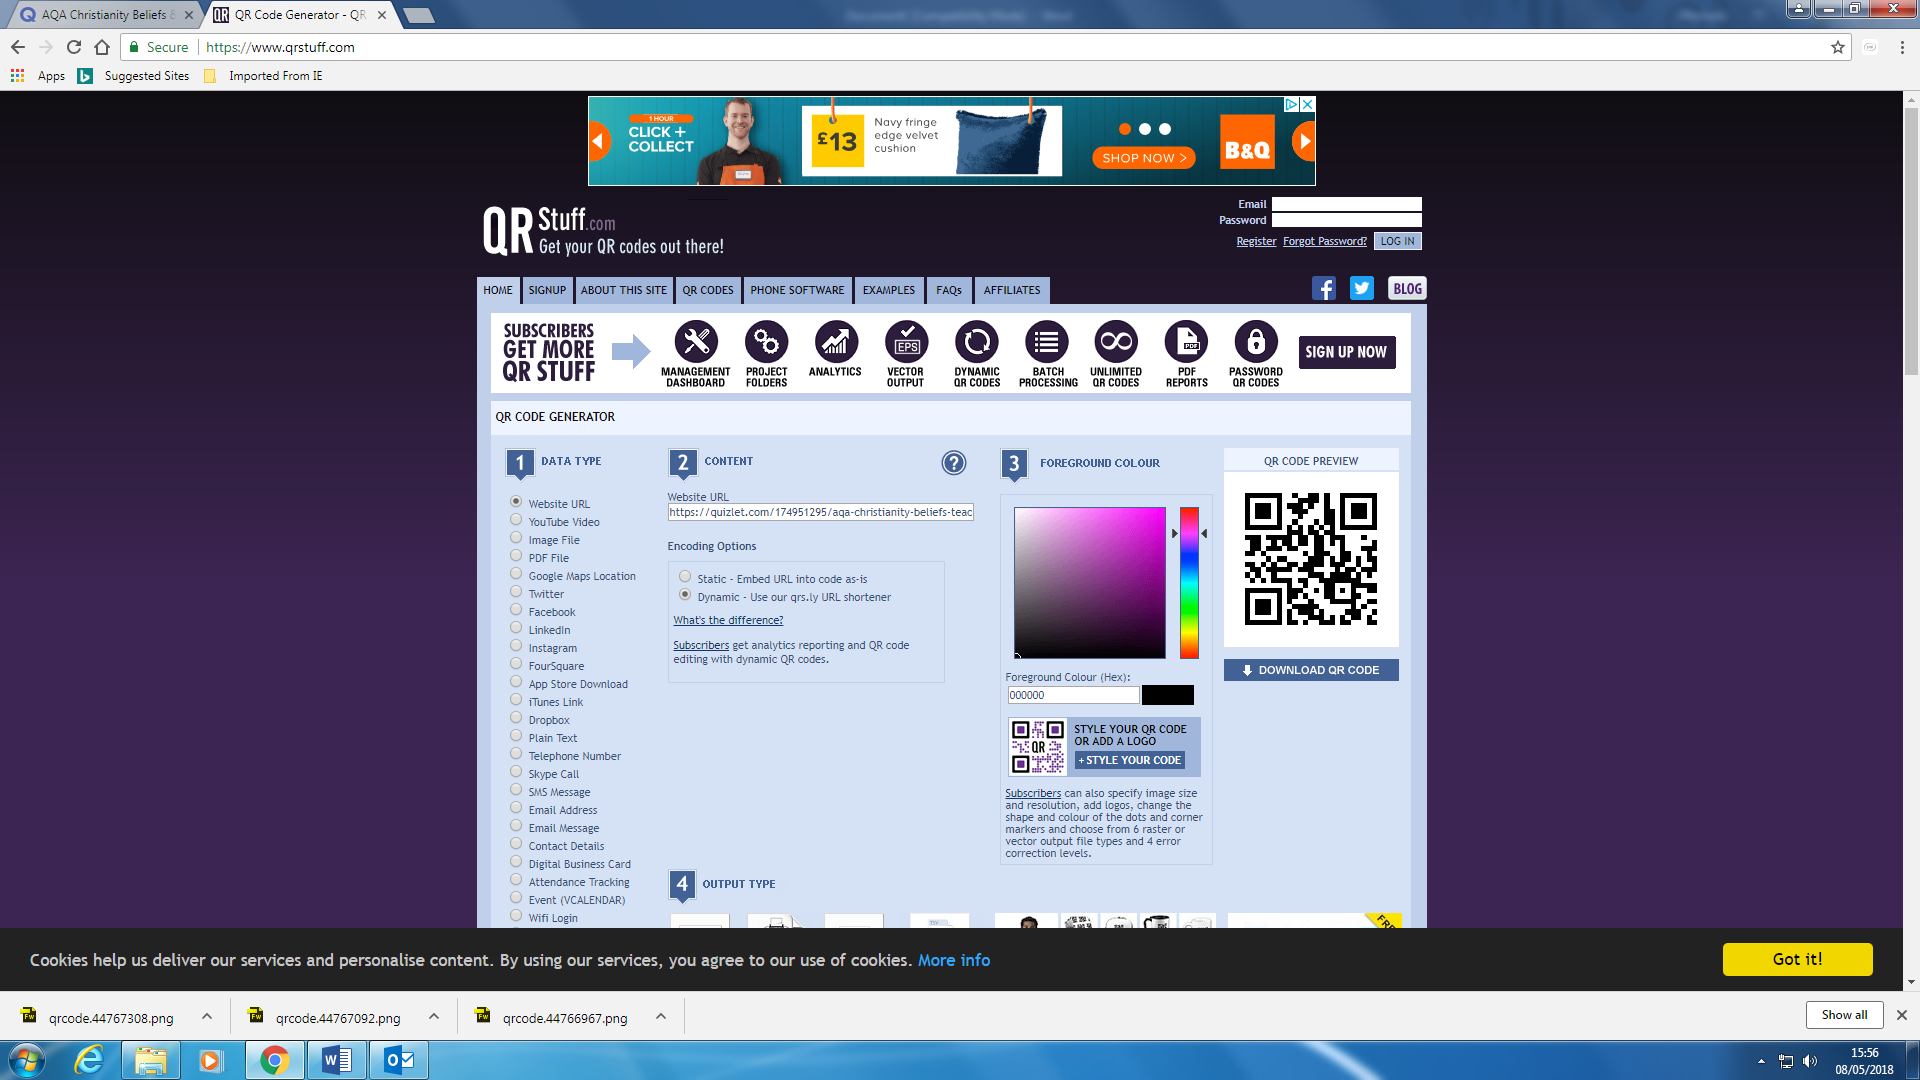 AQA Christianity Beliefs &
QR Code Generator - QR
Secure https://www.qrstuff.com
Apps Suggested Sites Imported From IE
1 HOUR
CLICK +
COLLECT
£13
Navy fringe
edge velvet
cushion
SHOP NOW >
B&Q
QR Stuff.com
Get your QR codes out there!
Email
Password
Register Forgot Password? LOG IN
HOME SIGNUP ABOUT THIS SITE QR CODES PHONE SOFTWARE EXAMPLES FAQs AFFILIATES
BLOG
SUBSCRIBERS
GET MORE
QR STUFF
MANAGEMENT
DASHBOARD
PROJECT
FOLDERS
ANALYTICS
EPS
VECTOR
OUTPUT
DYNAMIC
QR CODES
BATCH
PROCESSING
UNLIMITED
QR CODES
PDF
PDF
REPORTS
PASSWORD
QR CODES
SIGN UP NOW
QR CODE GENERATOR
1 DATA TYPE
Website URL
YouTube Video
Image File
PDF File
Google Maps Location
Twitter
Facebook
LinkedIn
Instagram
FourSquare
App Store Download
iTunes Link
Dropbox
Plain Text
Telephone Number
Skype Call
SMS Message
Email Address
Email Message
Contact Details
Digital Business Card
Attendance Tracking
Event (VCALENDAR)
Wifi Login
2 CONTENT
?
Website URL
https://quizlet.com/174951295/aqa-christianity-beliefs-teac
Encoding Options
Static - Embed URL into code as-is
Dynamic - Use our qrs.ly URL shortener
What's the difference?
Subscribers get analytics reporting and QR code
editing with dynamic QR codes.
3 FOREGROUND COLOUR
Foreground Colour (Hex):
000000
QR
STYLE YOUR QR CODE
OR ADD A LOGO
+ STYLE YOUR CODE
Subscribers can also specify image size
and resolution, add logos, change the
shape and colour of the dots and corner
markers and choose from 6 raster or
vector output file types and 4 error
correction levels.
QR CODE PREVIEW
DOWNLOAD QR CODE
4 OUTPUT TYPE
FRE
Cookies help us deliver our services and personalise content. By using our services, you agree to our use of cookies. More info
Got it!
qrcode.44767308.png
qrcode.44767092.png
qrcode.44766967.png
Show all
15:56
08/05/2018